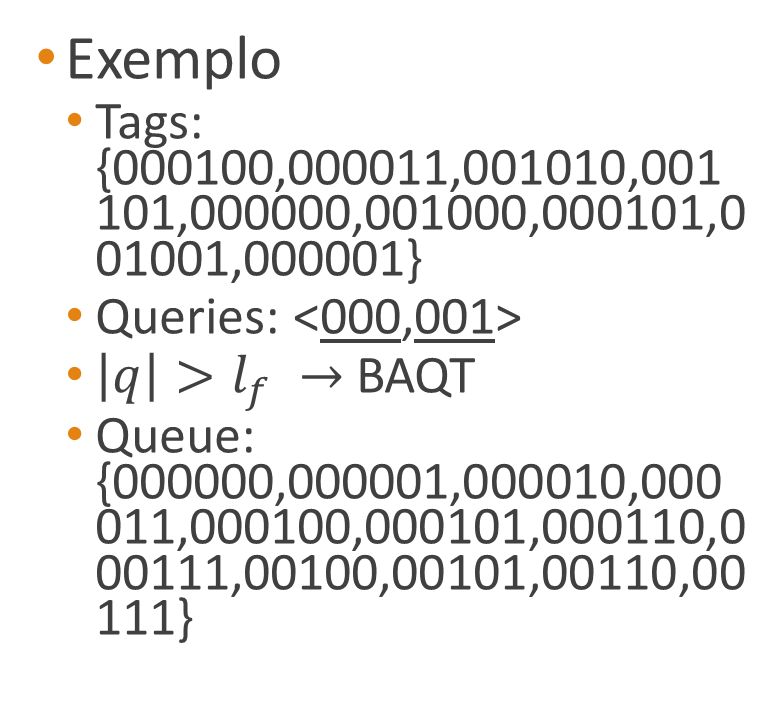 • Exemplo
• Tags:
{000100,000011,001010,001
101,000000,001000,000101,0
01001,000001}
• Queries: <000,001>
• |q| > l_f → BAQT
• Queue:
{000000,000001,000010,000
011,000100,000101,000110,0
00111,00100,00101,00110,00
111}